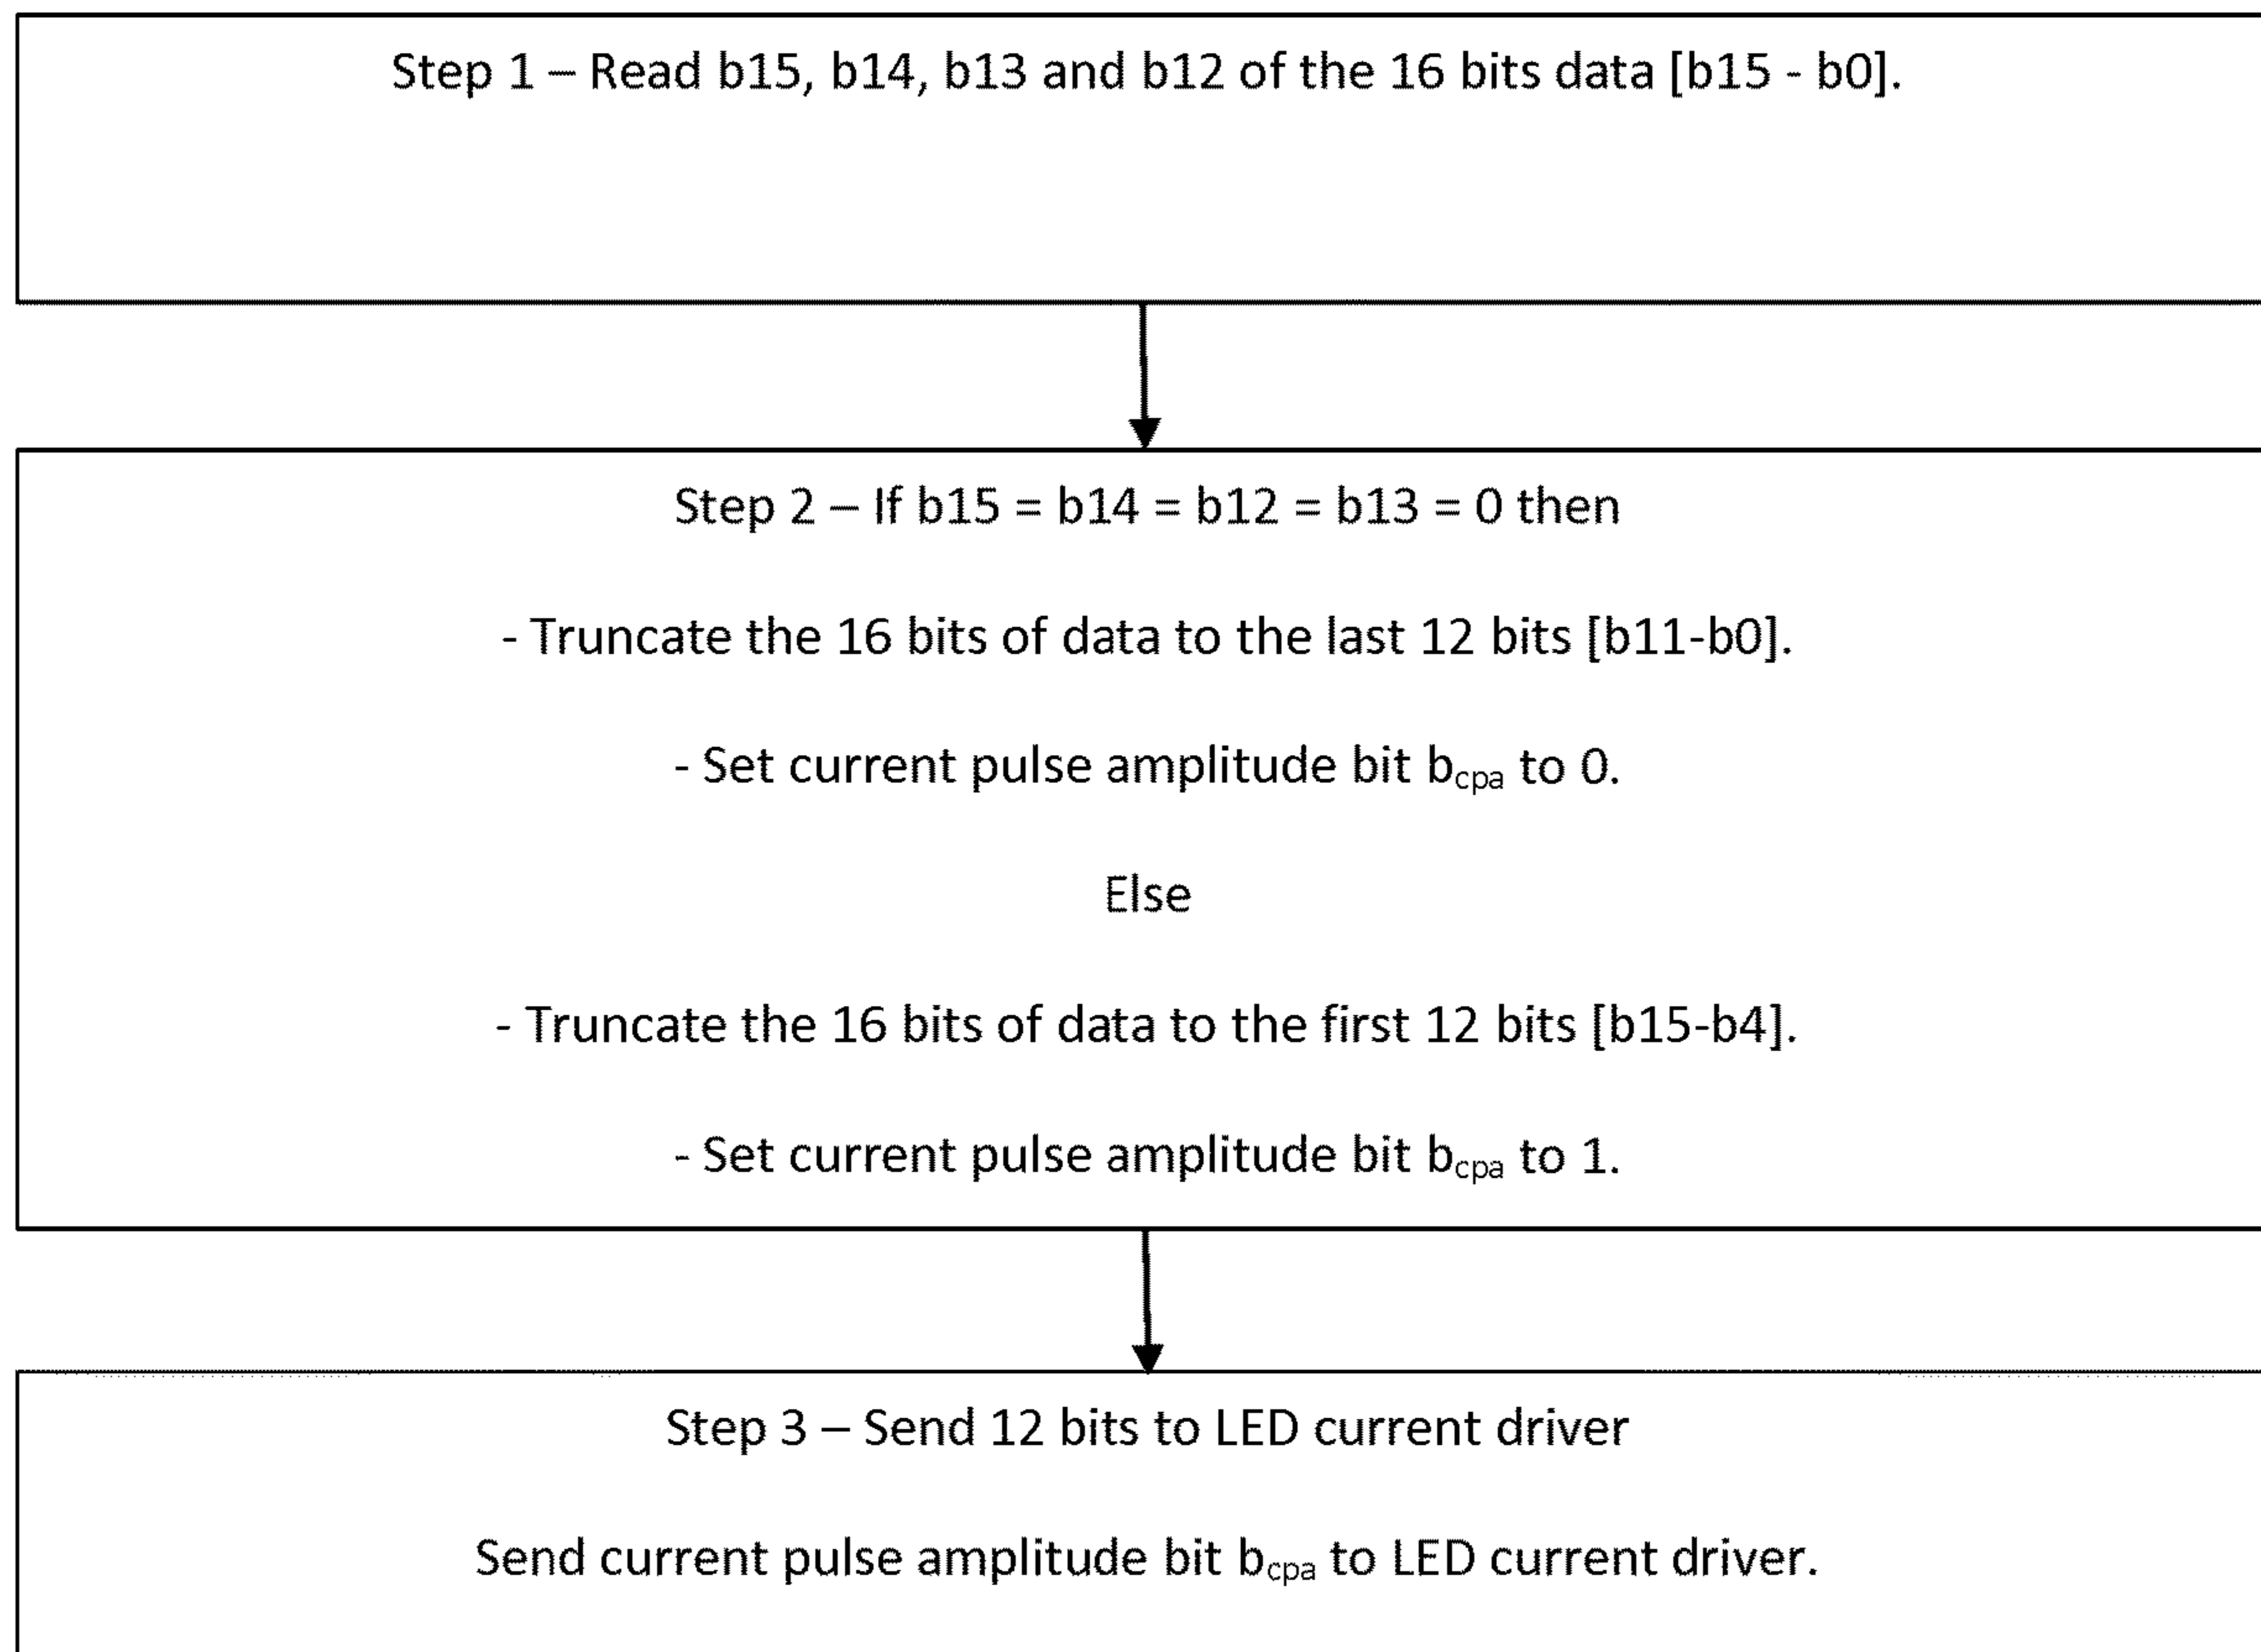 Step 1 – Read b15, b14, b13 and b12 of the 16 bits data [b15 - b0].
Step 2 – If b15 = b14 = b12 = b13 = 0 then
- Truncate the 16 bits of data to the last 12 bits [b11-b0].
- Set current pulse amplitude bit bcpa to 0.
Else
- Truncate the 16 bits of data to the first 12 bits [b15-b4].
- Set current pulse amplitude bit bcpa to 1.
Step 3 – Send 12 bits to LED current driver
Send current pulse amplitude bit bcpa to LED current driver.